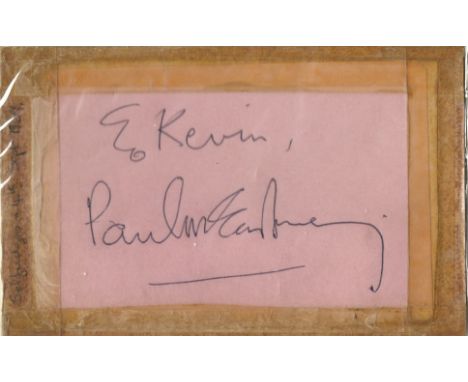 To Kevin,
Paul McCartney